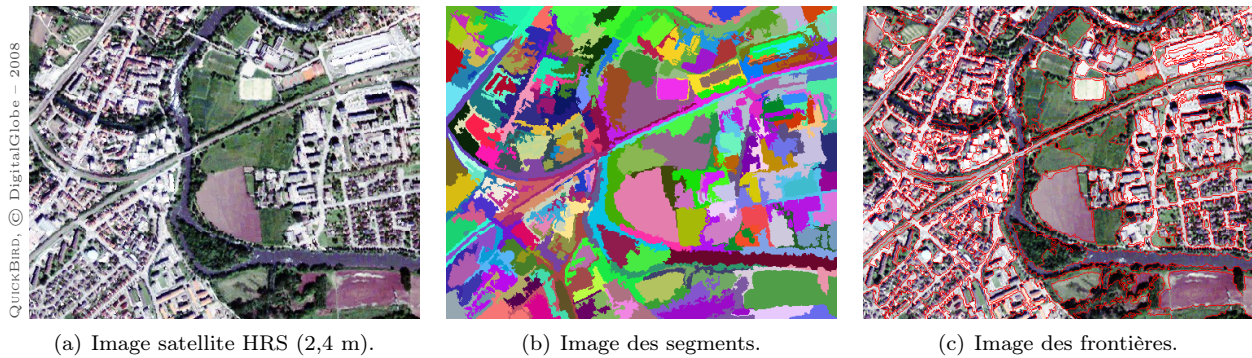 QUICKBIRD, © DigitalGlobe – 2008
(a) Image satellite HRS (2,4 m).
(b) Image des segments.
(c) Image des frontières.